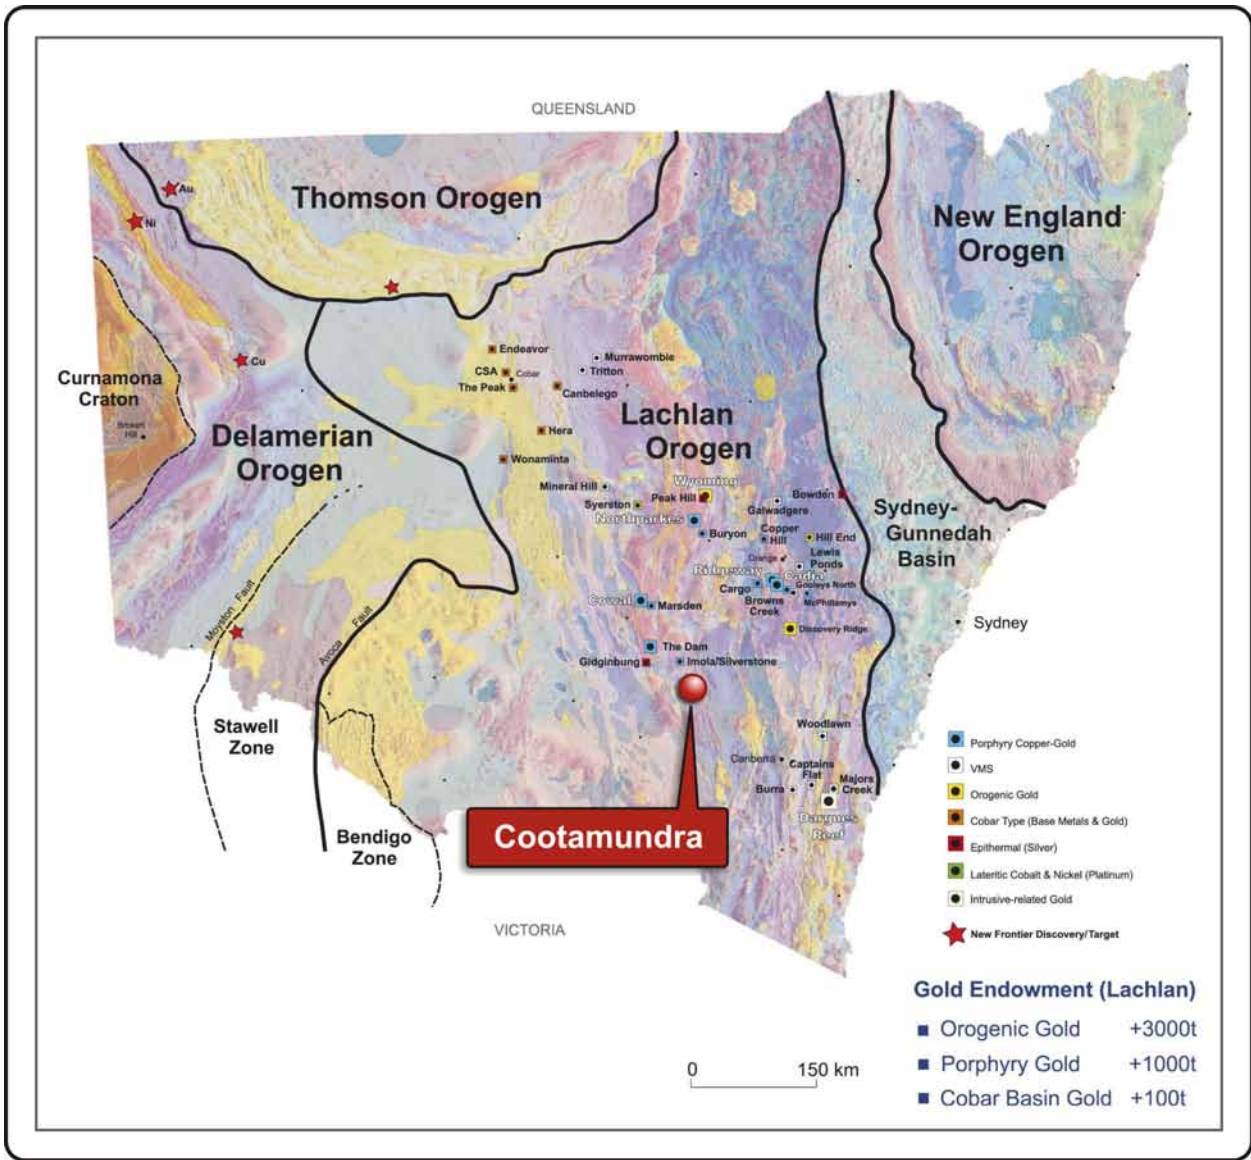 QUEENSLAND
Thomson Orogen
New England
Orogen
Au
Ni
Cu
Curnamona
Craton
Broken
Hill
Delamerian
Orogen
Endeavor
CSA
Cobar
The Peak
Canbelego
Murrawombie
Tritton
Lachlan
Orogen
Hera
Wonaminta
Mineral Hill
Syerston
Wyoming
Peak Hill
Northparkes
Buryon
Bowden
Galwadgere
Copper
Hill
Hill End
Orange
Lewis
Ponds
Ridgeway
Cadia
Cargo
Gooleys North
Browns
Creek
McPhillamys
Sydney-
Gunnedah
Basin
Cowal
Marsden
Discovery Ridge
Sydney
The Dam
Gidginbung
Imola/Silverstone
Moyston Fault
Avoca Fault
Stawell
Zone
Bendigo
Zone
Woodlawn
Canberra
Captains
Flat
Burra
Majors
Creek
Dargues
Reef
Cootamundra
VICTORIA
Porphyry Copper-Gold
VMS
Orogenic Gold
Cobar Type (Base Metals & Gold)
Epithermal (Silver)
Lateritic Cobalt & Nickel (Platinum)
Intrusive-related Gold
New Frontier Discovery/Target
Gold Endowment (Lachlan)
Orogenic Gold +3000t
Porphyry Gold +1000t
Cobar Basin Gold +100t
0 150 km